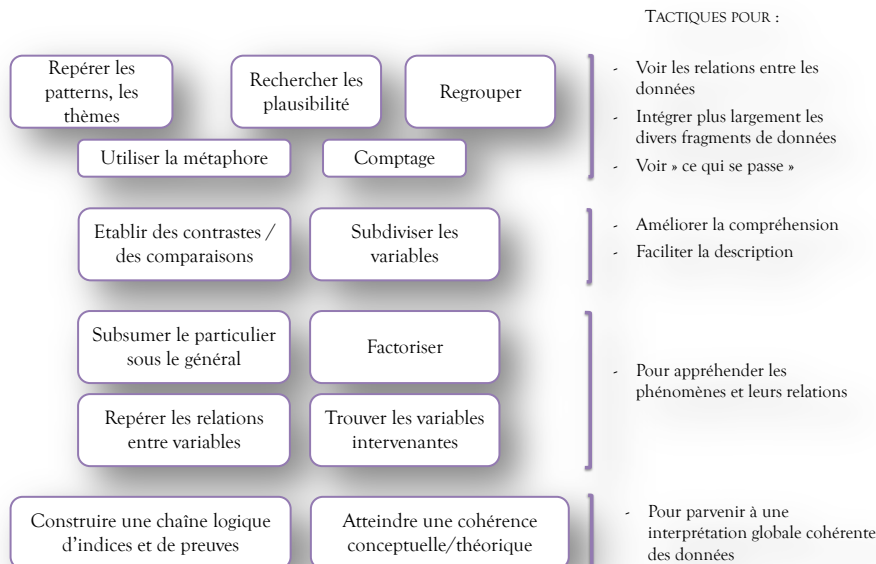 TACTIQUES POUR :
Repérer les
patterns, les
thèmes
Rechercher les
plausibilité
Regrouper
Utiliser la métaphore
Comptage
- Voir les relations entre les
données
- Intégrer plus largement les
divers fragments de données
- Voir » ce qui se passe »
Etablir des contrastes /
des comparaisons
Subdiviser les
variables
- Améliorer la compréhension
- Faciliter la description
Subsumer le particulier
sous le général
Factoriser
Repérer les relations
entre variables
Trouver les variables
intervenantes
- Pour appréhender les
phénomènes et leurs relations
Construire une chaîne logique
d'indices et de preuves
Atteindre une cohérence
conceptuelle/théorique
- Pour parvenir à une
interprétation globale cohérente
des données